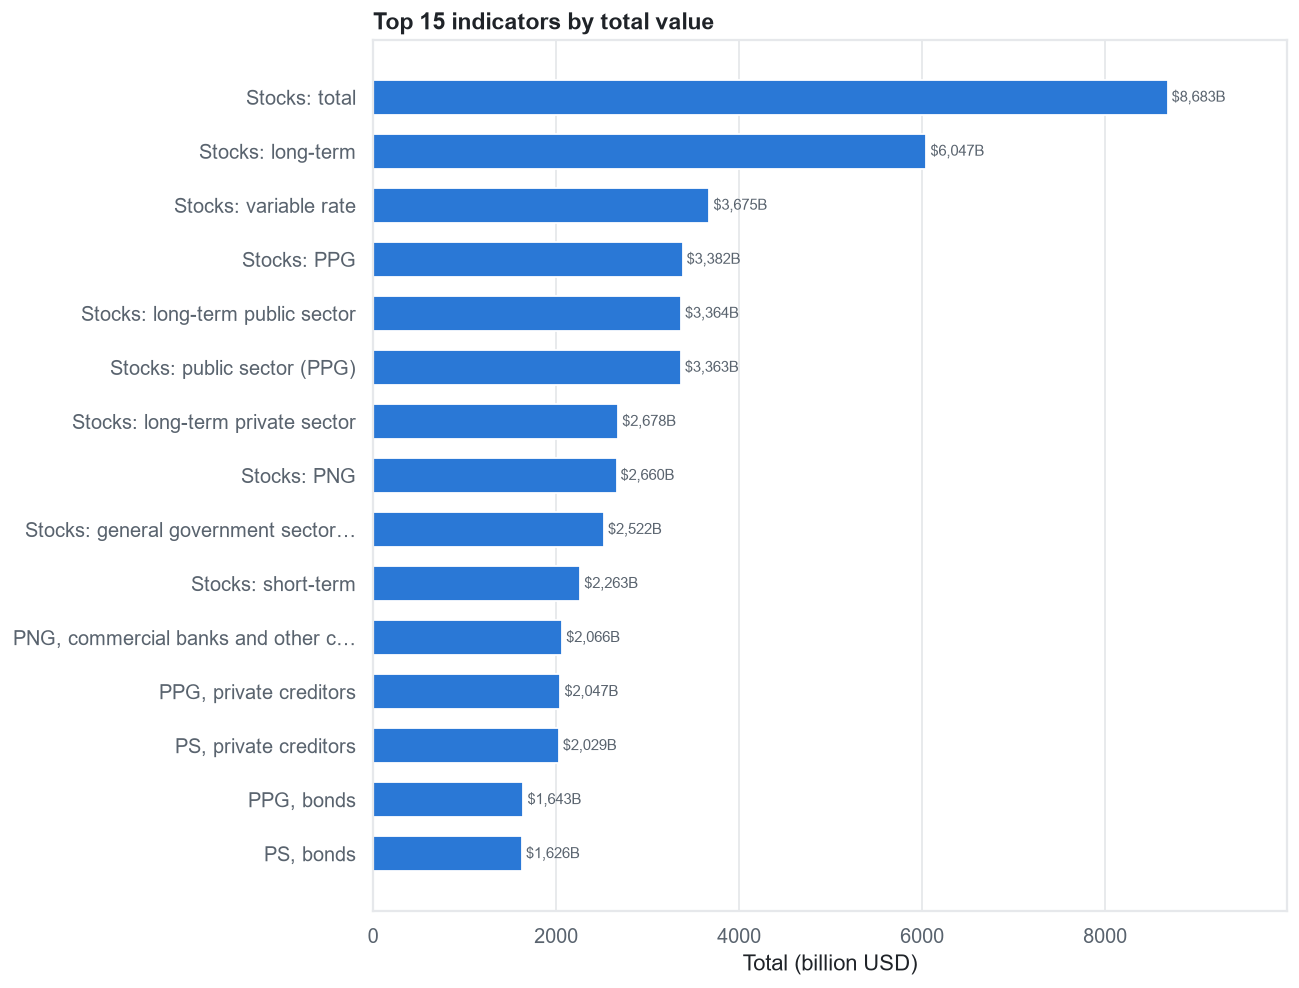 Top 15 indicators by total value
Stocks: total $8,683B
Stocks: long-term $6,047B
Stocks: variable rate $3,675B
Stocks: PPG $3,382B
Stocks: long-term public sector $3,364B
Stocks: public sector (PPG) $3,363B
Stocks: long-term private sector $2,678B
Stocks: PNG $2,660B
Stocks: general government sector… $2,522B
Stocks: short-term $2,263B
PNG, commercial banks and other c… $2,066B
PPG, private creditors $2,047B
PS, private creditors $2,029B
PPG, bonds $1,643B
PS, bonds $1,626B
0 2000 4000 6000 8000
Total (billion USD)